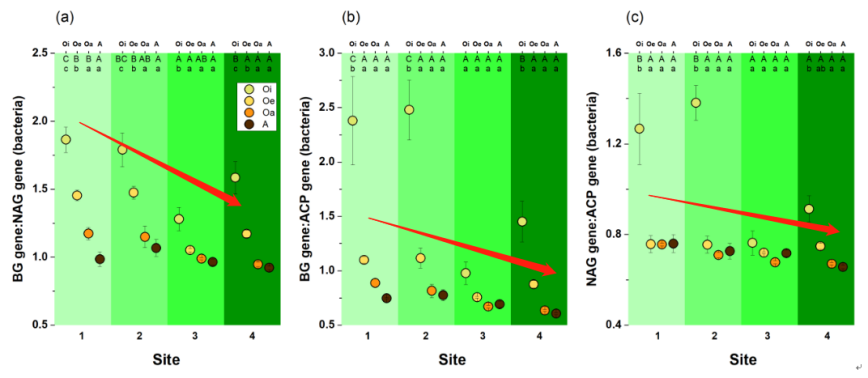 (a)
Oi Oe Oa A Oi Oe Oa A Oi Oe Oa A Oi Oe Oa A
C B B A BC B AB A A A AB A B A A A
c b a a c b a a b a a a c b a a
2.5
2.0
1.5
1.0
0.5
BG gene:NAG gene (bacteria)
Oi
Oe
Oa
A
1 2 3 4
Site
(b)
Oi Oe Oa A Oi Oe Oa A Oi Oe Oa A Oi Oe Oa A
C A A A C A A A A A A A B A A A
b a a a b a a a a a a a b a a a
3.0
2.5
2.0
1.5
1.0
0.5
BG gene:ACP gene (bacteria)
1 2 3 4
Site
(c)
Oi Oe Oa A Oi Oe Oa A Oi Oe Oa A Oi Oe Oa A
B A A A B A A A A A A A A A A A
b a a a b a a a a a a a b ab a a
1.6
1.2
0.8
0.4
NAG gene:ACP gene (bacteria)
1 2 3 4
Site